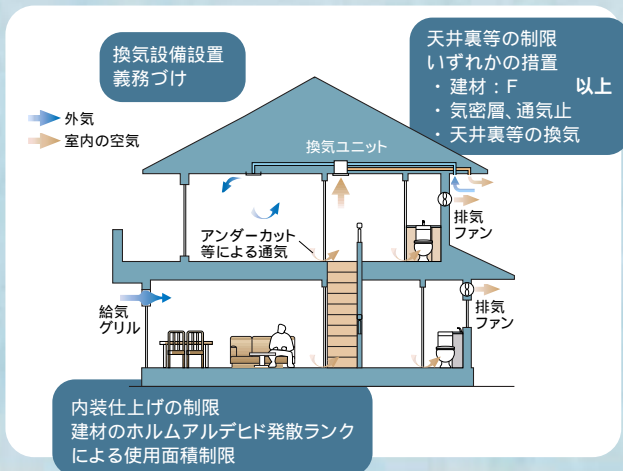 換気設備設置
義務づけ
天井裏等の制限
いずれかの措置
・建材：F 以上
・気密層、通気止
・天井裏等の換気
外気
室内の空気
換気ユニット
排気
ファン
アンダーカット
等による通気
給気
グリル
排気
ファン
内装仕上げの制限
建材のホルムアルデヒド発散ランク
による使用面積制限